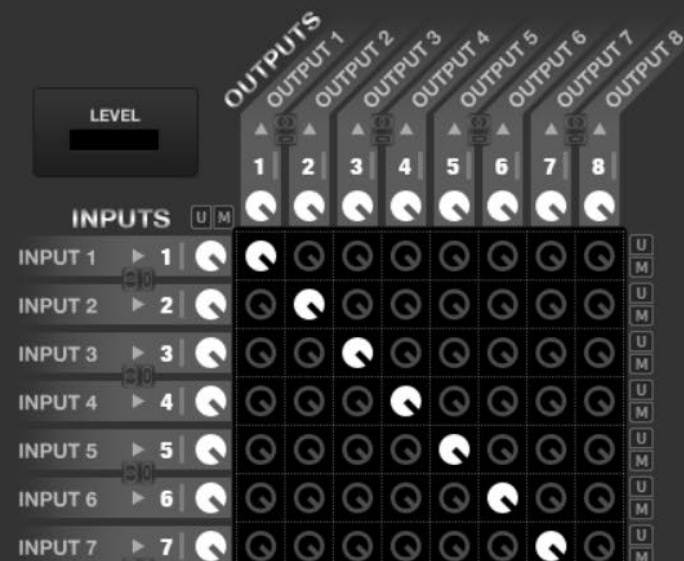 OUTPUTS
OUTPUT 1
OUTPUT 2
OUTPUT 3
OUTPUT 4
OUTPUT 5
OUTPUT 6
OUTPUT 7
OUTPUT 8
LEVEL
1 2 3 4 5 6 7 8
INPUTS U M
INPUT 1 1 U
M
INPUT 2 2 U
M
INPUT 3 3 U
M
INPUT 4 4 U
M
INPUT 5 5 U
M
INPUT 6 6 U
M
INPUT 7 7 U
M